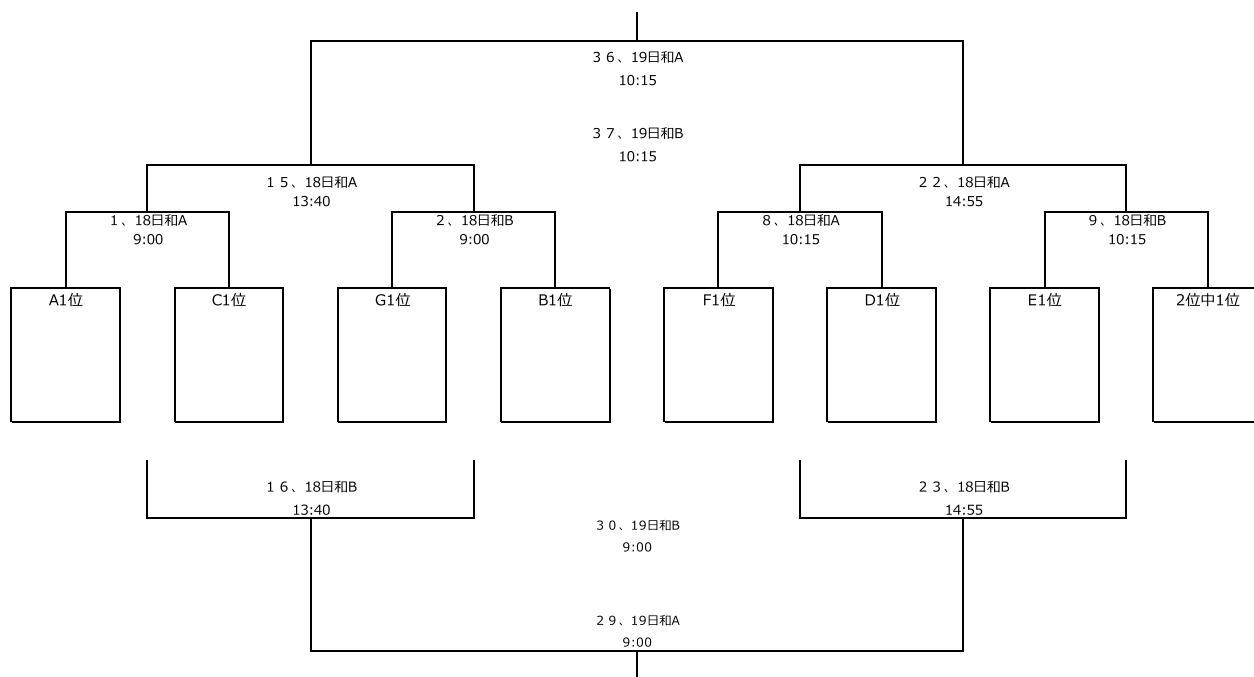 ３６、19日和A
10:15
３７、19日和B
10:15
１５、18日和A
13:40
２２、18日和A
14:55
１、18日和A
9:00
２、18日和B
9:00
８、18日和A
10:15
９、18日和B
10:15
A1位
C1位
G1位
B1位
F1位
D1位
E1位
2位中1位
１６、18日和B
13:40
２３、18日和B
14:55
３０、19日和B
9:00
２９、19日和A
9:00